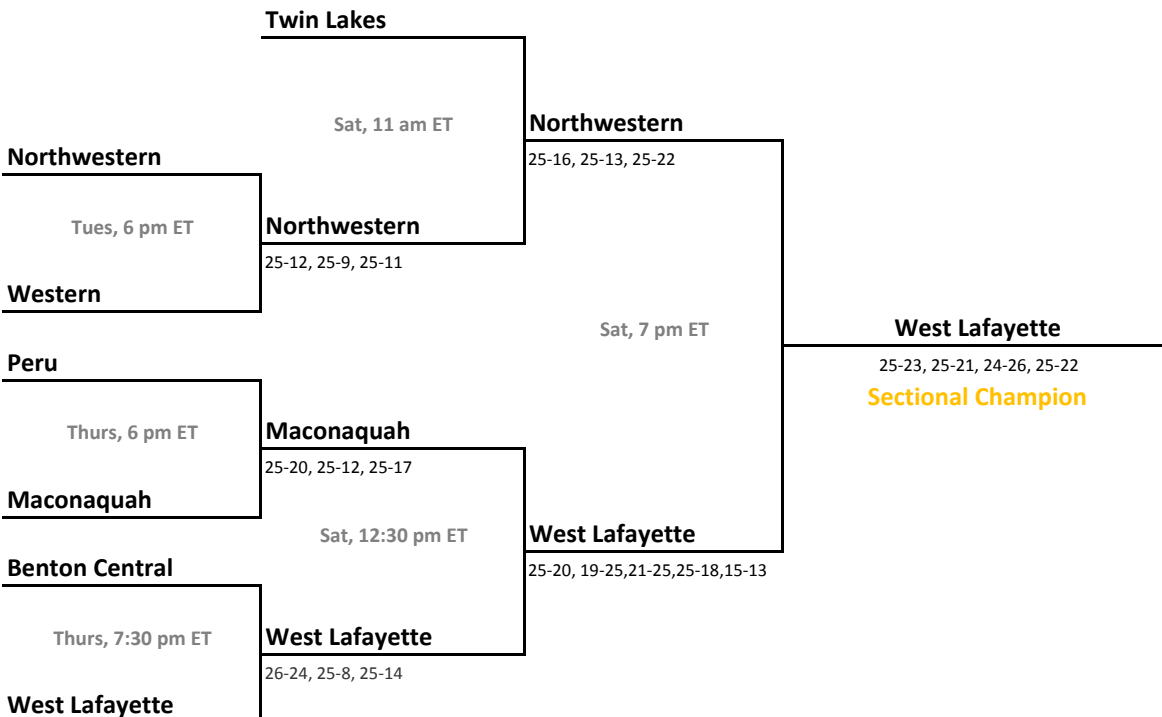 Twin Lakes
Sat, 11 am ET
Northwestern
Northwestern
25-16, 25-13, 25-22
Tues, 6 pm ET
Northwestern
25-12, 25-9, 25-11
Western
Sat, 7 pm ET
West Lafayette
Peru
25-23, 25-21, 24-26, 25-22
Sectional Champion
Thurs, 6 pm ET
Maconaquah
25-20, 25-12, 25-17
Maconaquah
Sat, 12:30 pm ET
West Lafayette
Benton Central
25-20, 19-25,21-25,25-18,15-13
Thurs, 7:30 pm ET
West Lafayette
26-24, 25-8, 25-14
West Lafayette